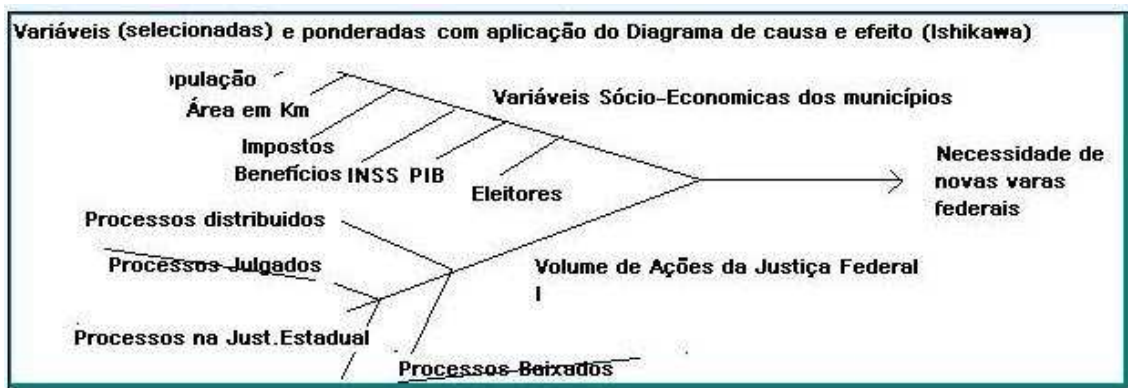 Variáveis (selecionadas) e ponderadas com aplicação do Diagrama de causa e efeito (Ishikawa)
opulação
Área em Km
Variáveis Sócio-Economicas dos municípios
Impostos
Benefícios INSS PIB
Eleitores
Necessidade de
novas varas
federais
Processos distribuidos
Processos Julgados
Volume de Ações da Justiça Federal
I
Processos na Just.Estadual
Processos Baixados